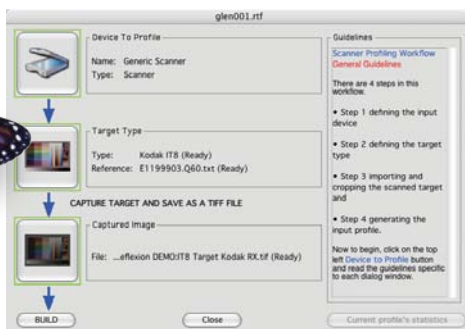 glen001.rtf
Device To Profile
Name: Generic Scanner
Type: Scanner
Target Type
Type: Kodak IT8 (Ready)
Reference: E1199903.Q60.txt (Ready)
CAPTURE TARGET AND SAVE AS A TIFF FILE
Captured Image
File: ...eflexion DEMO:IT8 Target Kodak RX.tif (Ready)
BUILD
Close
Guidelines
Scanner Profiling Workflow
General Guidelines
There are 4 steps in this
workflow.
• Step 1 defining the input
device
• Step 2 defining the target
type
• Step 3 importing and
cropping the scanned target
and
• Step 4 generating the
input profile.
Now to begin, click on the top
left Device to Profile button
and read the guidelines specific
to each dialog window.
Current profile's statistics